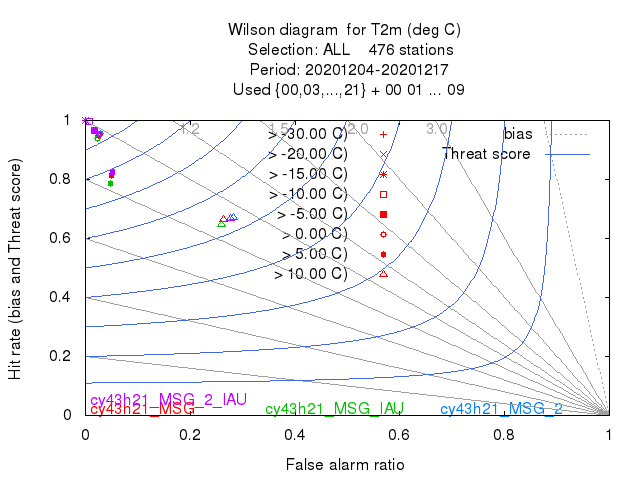 Wilson diagram  for T2m (deg C)
Selection: ALL    476 stations
Period: 20201204-20201217
Used {00,03,...,21} + 00 01 ... 09
Hit rate (bias and Threat score)
1
0.8
0.6
0.4
0.2
0
1.2
1.5
2.0
3.0
> -30.00 C)
> -20.00 C)
> -15.00 C)
> -10.00 C)
> -5.00 C)
> 0.00 C)
> 5.00 C)
> 10.00 C)
bias
Threat score
cy43h21_MSG_2_IAU
cy43h21_MSG
cy43h21_MSG_IAU
cy43h21_MSG_2
0
0.2
0.4
0.6
0.8
1
False alarm ratio